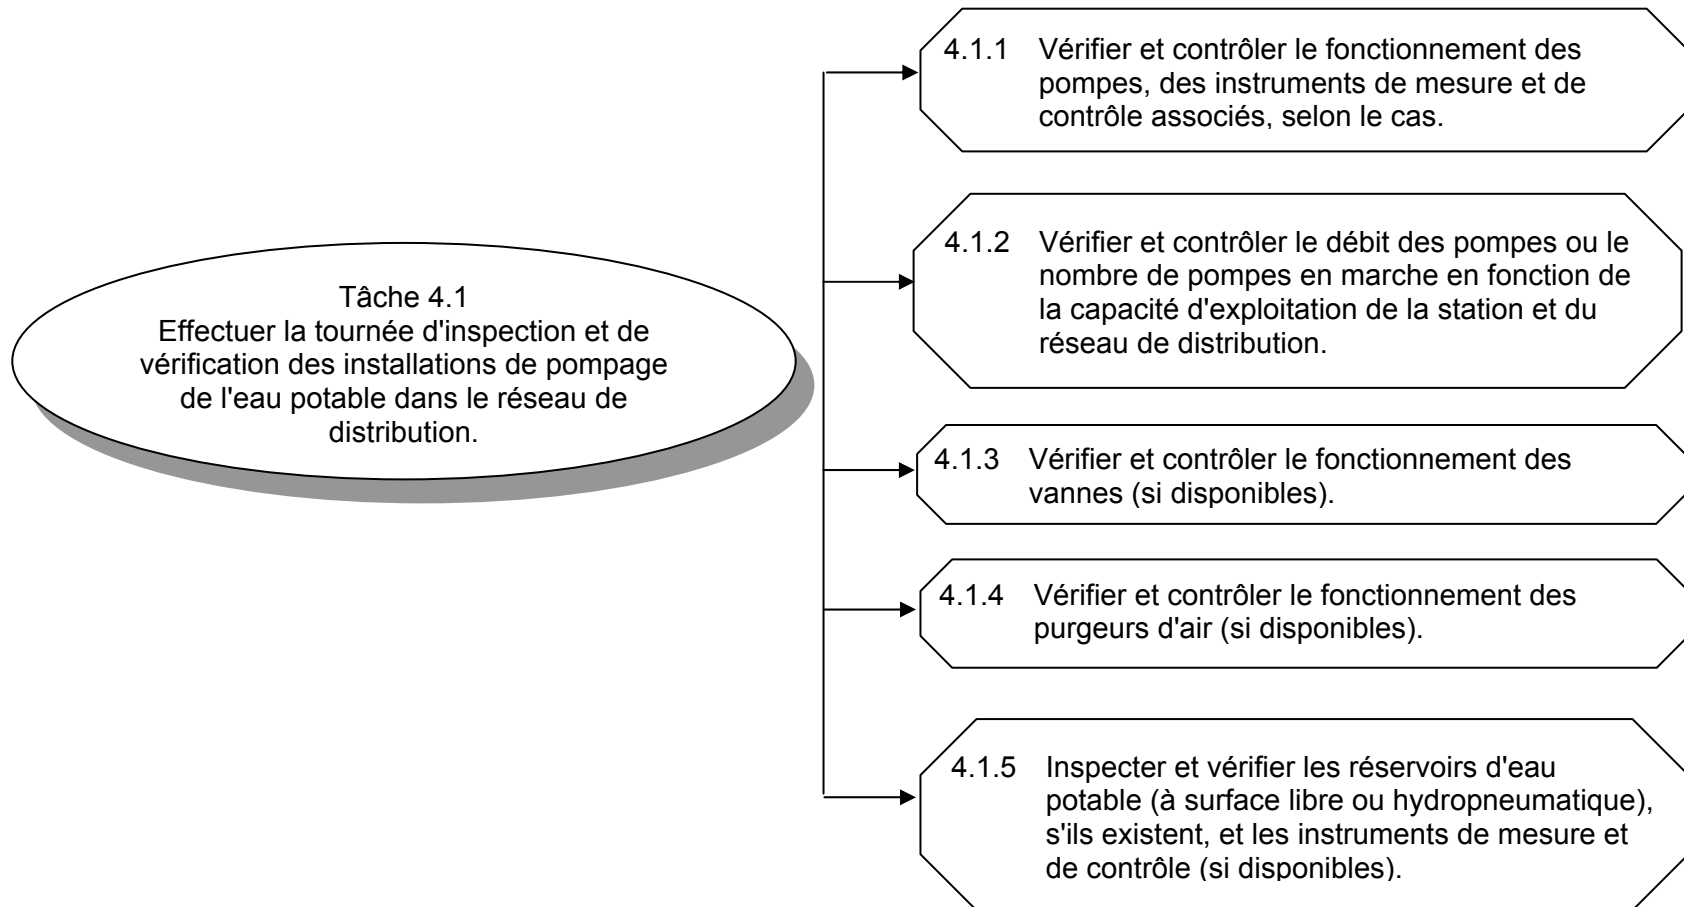 Tâche 4.1
Effectuer la tournée d'inspection et de
vérification des installations de pompage
de l'eau potable dans le réseau de
distribution.
4.1.1 Vérifier et contrôler le fonctionnement des
pompes, des instruments de mesure et de
contrôle associés, selon le cas.
4.1.2 Vérifier et contrôler le débit des pompes ou le
nombre de pompes en marche en fonction de
la capacité d'exploitation de la station et du
réseau de distribution.
4.1.3 Vérifier et contrôler le fonctionnement des
vannes (si disponibles).
4.1.4 Vérifier et contrôler le fonctionnement des
purgeurs d'air (si disponibles).
4.1.5 Inspecter et vérifier les réservoirs d'eau
potable (à surface libre ou hydropneumatique),
s'ils existent, et les instruments de mesure et
de contrôle (si disponibles).